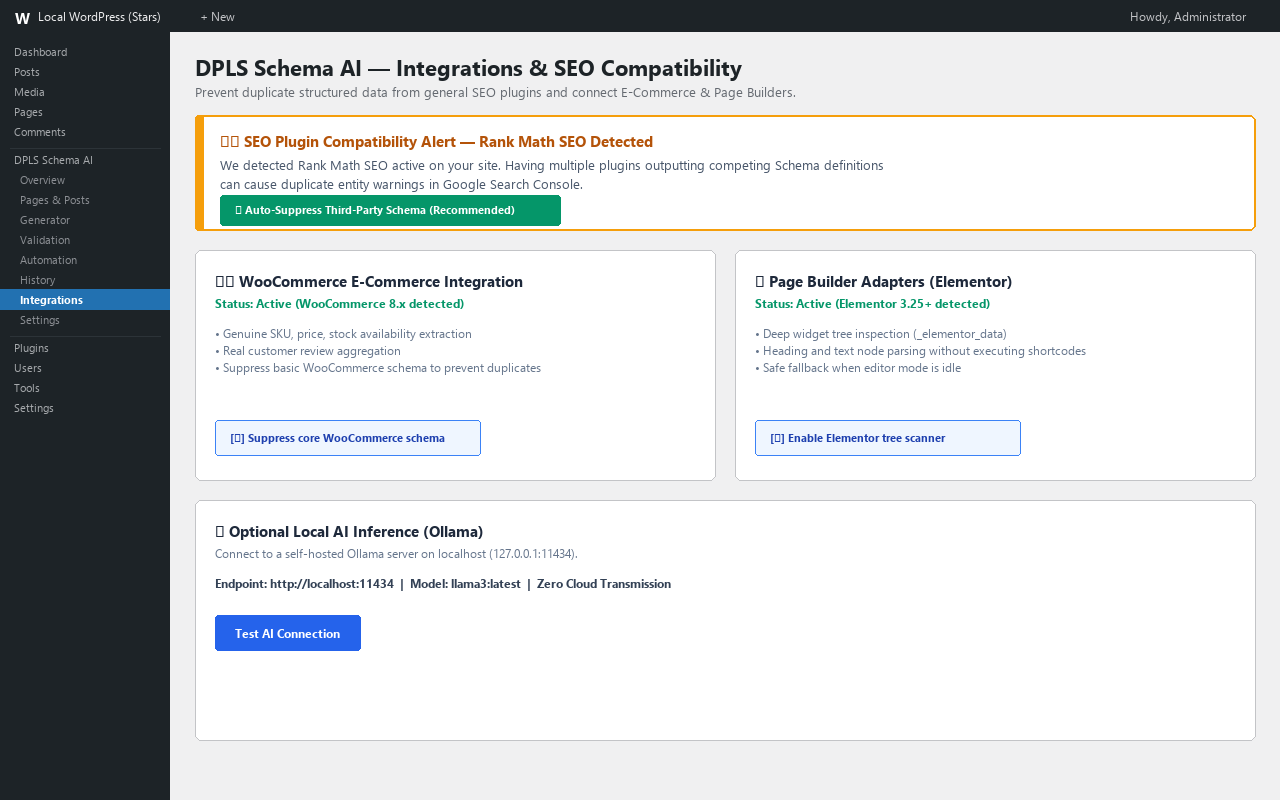 W Local WordPress (Stars)
+ New
Howdy, Administrator
Dashboard
Posts
Media
Pages
Comments
DPLS Schema AI
Overview
Pages & Posts
Generator
Validation
Automation
History
Integrations
Settings
Plugins
Users
Tools
Settings
DPLS Schema AI — Integrations & SEO Compatibility
Prevent duplicate structured data from general SEO plugins and connect E-Commerce & Page Builders.
SEO Plugin Compatibility Alert — Rank Math SEO Detected
We detected Rank Math SEO active on your site. Having multiple plugins outputting competing Schema definitions
can cause duplicate entity warnings in Google Search Console.
Auto-Suppress Third-Party Schema (Recommended)
WooCommerce E-Commerce Integration
Status: Active (WooCommerce 8.x detected)
• Genuine SKU, price, stock availability extraction
• Real customer review aggregation
• Suppress basic WooCommerce schema to prevent duplicates
[▯] Suppress core WooCommerce schema
Page Builder Adapters (Elementor)
Status: Active (Elementor 3.25+ detected)
• Deep widget tree inspection (_elementor_data)
• Heading and text node parsing without executing shortcodes
• Safe fallback when editor mode is idle
[▯] Enable Elementor tree scanner
Optional Local AI Inference (Ollama)
Connect to a self-hosted Ollama server on localhost (127.0.0.1:11434).
Endpoint: http://localhost:11434 | Model: llama3:latest | Zero Cloud Transmission
Test AI Connection